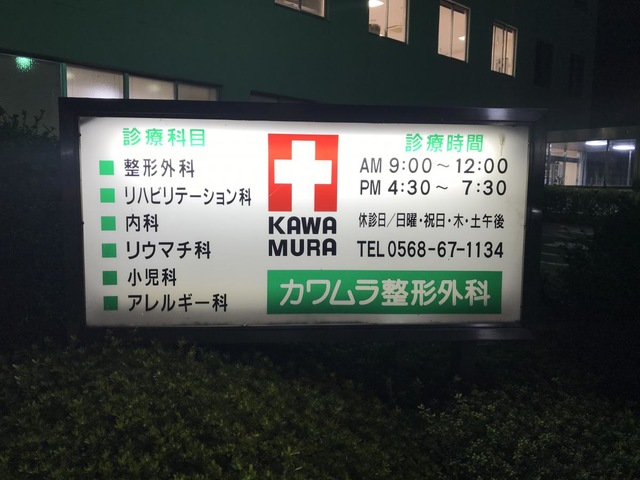 診療科目
整形外科
リハビリテーション科
内科
リウマチ科
小児科
アレルギー科
KAWA
MURA
診療時間
AM 9:00～12:00
PM 4:30～ 7:30
休診日/日曜・祝日・木・土午後
TEL 0568-67-1134
カワムラ整形外科